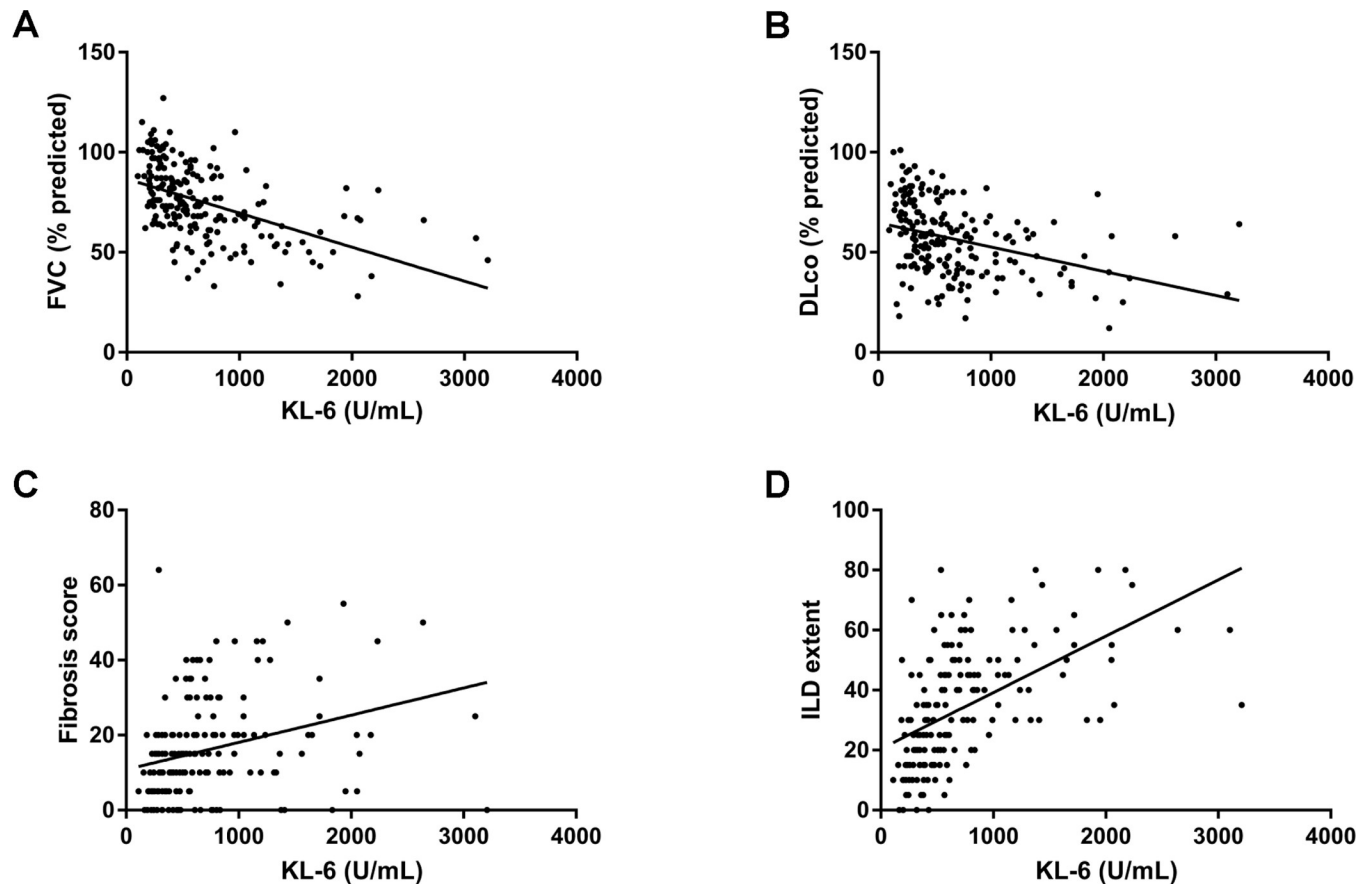 A
FVC (% predicted)
150
100
50
0
0 1000 2000 3000 4000
KL-6 (U/mL)
B
DLco (% predicted)
150
100
50
0
0 1000 2000 3000 4000
KL-6 (U/mL)
C
Fibrosis score
80
60
40
20
0
0 1000 2000 3000 4000
KL-6 (U/mL)
D
ILD extent
100
80
60
40
20
0
0 1000 2000 3000 4000
KL-6 (U/mL)